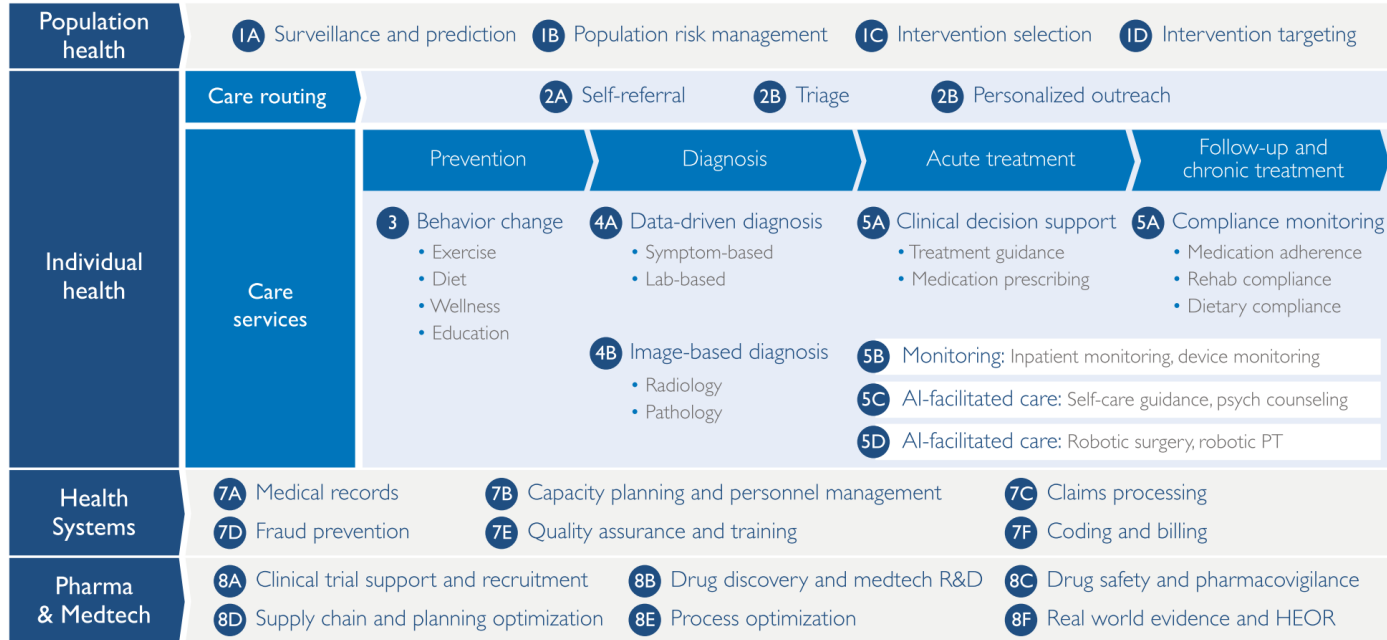 Population
health
1A Surveillance and prediction
1B Population risk management
1C Intervention selection
1D Intervention targeting
Individual
health
Care routing
2A Self-referral
2B Triage
2B Personalized outreach
Care
services
Prevention
Diagnosis
Acute treatment
Follow-up and
chronic treatment
3 Behavior change
• Exercise
• Diet
• Wellness
• Education
4A Data-driven diagnosis
• Symptom-based
• Lab-based
4B Image-based diagnosis
• Radiology
• Pathology
5A Clinical decision support
• Treatment guidance
• Medication prescribing
5A Compliance monitoring
• Medication adherence
• Rehab compliance
• Dietary compliance
5B Monitoring: Inpatient monitoring, device monitoring
5C AI-facilitated care: Self-care guidance, psych counseling
5D AI-facilitated care: Robotic surgery, robotic PT
Health
Systems
7A Medical records
7B Capacity planning and personnel management
7C Claims processing
7D Fraud prevention
7E Quality assurance and training
7F Coding and billing
Pharma
& Medtech
8A Clinical trial support and recruitment
8B Drug discovery and medtech R&D
8C Drug safety and pharmacovigilance
8D Supply chain and planning optimization
8E Process optimization
8F Real world evidence and HEOR